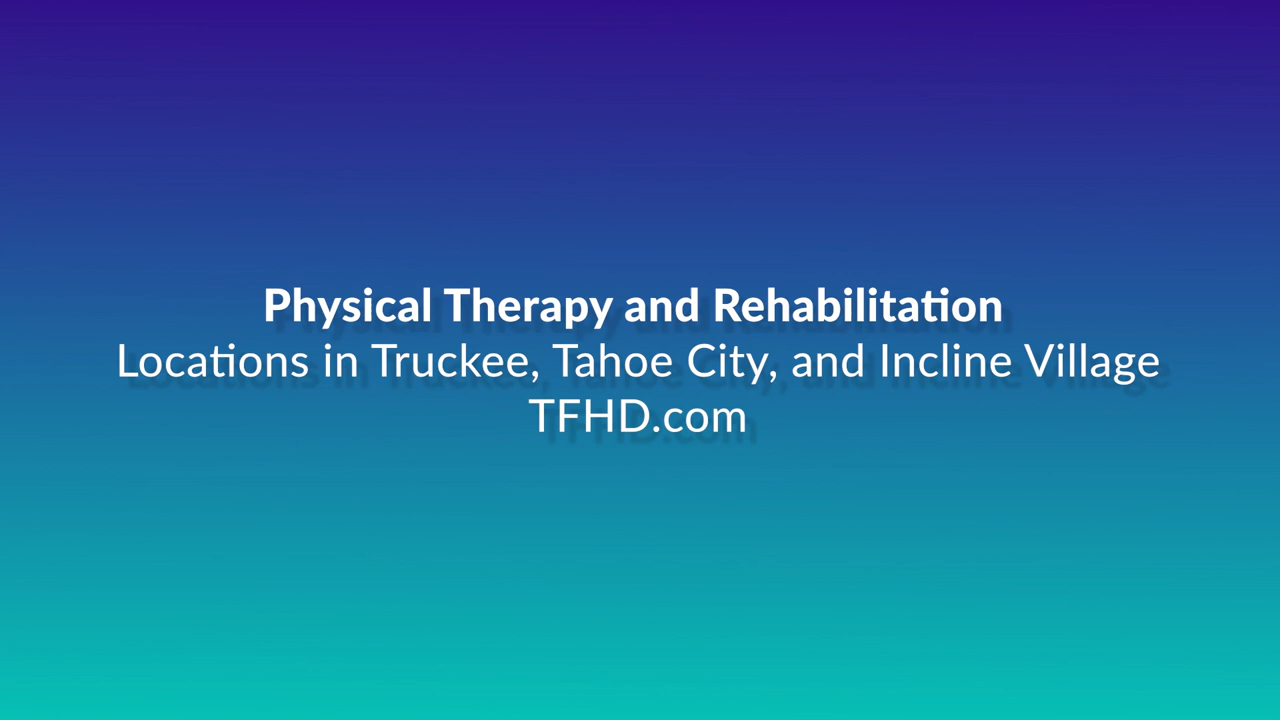 Physical Therapy and Rehabilitation
Locations in Truckee, Tahoe City, and Incline Village
TFHD.com